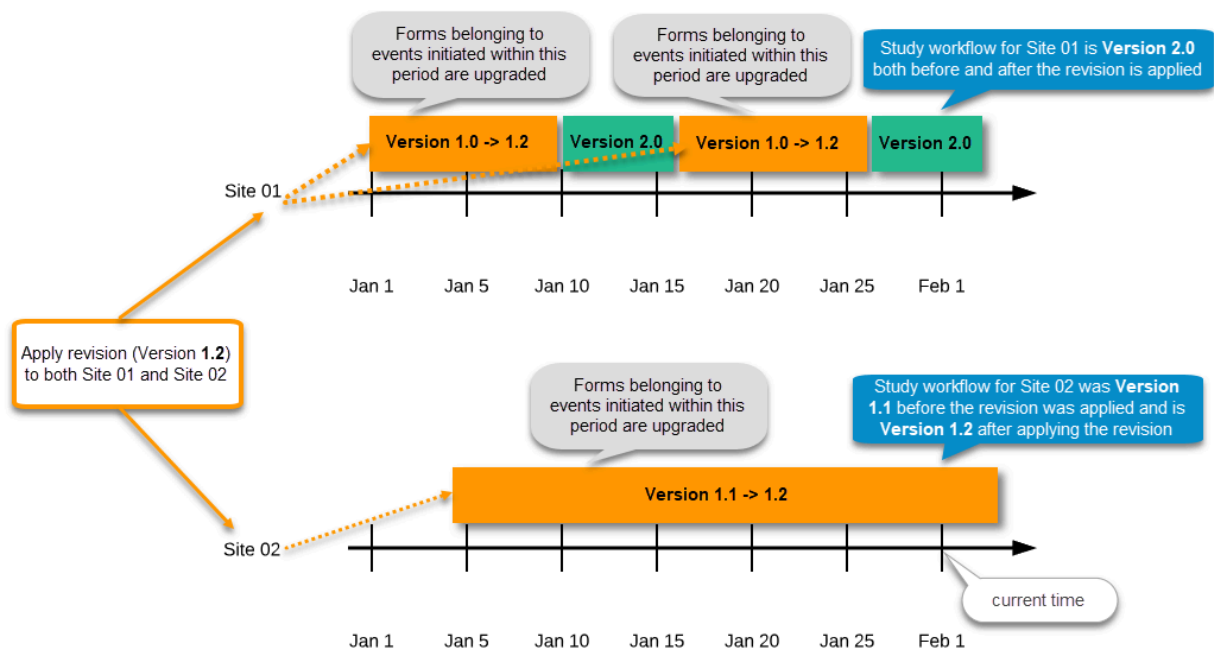 Forms belonging to
events initiated within this
period are upgraded
Forms belonging to
events initiated within this
period are upgraded
Study workflow for Site 01 is Version 2.0
both before and after the revision is applied
Version 1.0 -> 1.2
Version 2.0
Version 1.0 -> 1.2
Version 2.0
Site 01
Jan 1
Jan 5
Jan 10
Jan 15
Jan 20
Jan 25
Feb 1
Apply revision (Version 1.2)
to both Site 01 and Site 02
Forms belonging to
events initiated within this
period are upgraded
Study workflow for Site 02 was Version
1.1 before the revision was applied and is
Version 1.2 after applying the revision
Version 1.1 -> 1.2
Site 02
current time
Jan 1
Jan 5
Jan 10
Jan 15
Jan 20
Jan 25
Feb 1